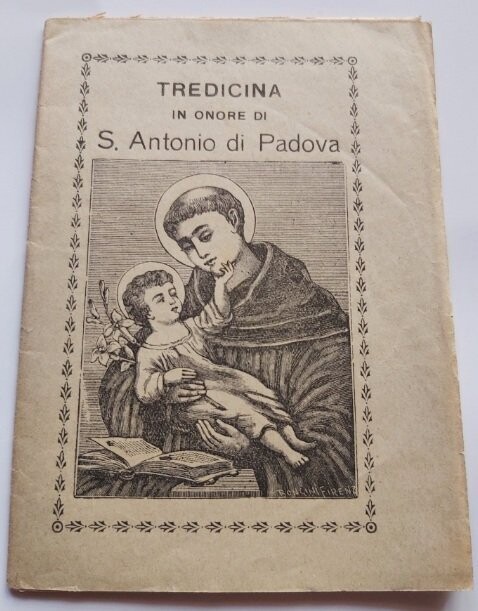 TREDICINA
IN ONORE DI
S. Antonio di Padova